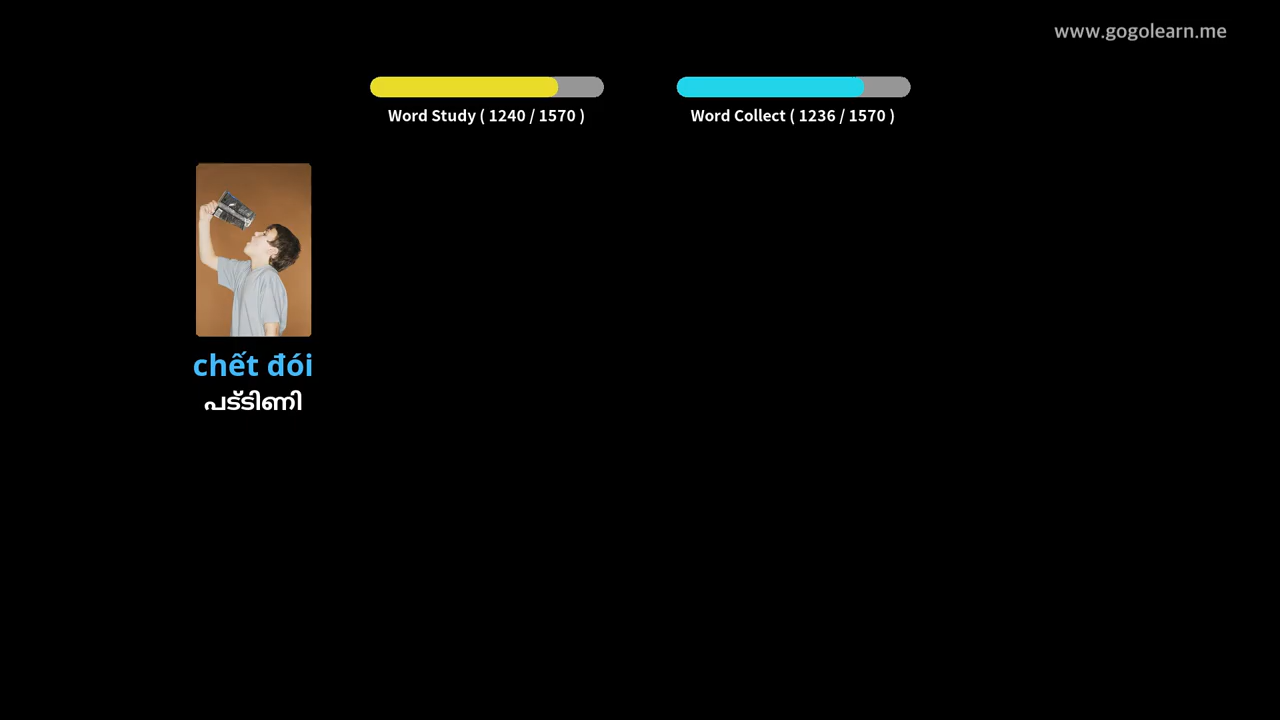 www.gogolearn.me
Word Study ( 1240 / 1570 )
Word Collect ( 1236 / 1570 )
chết đói
പട്ടിണി